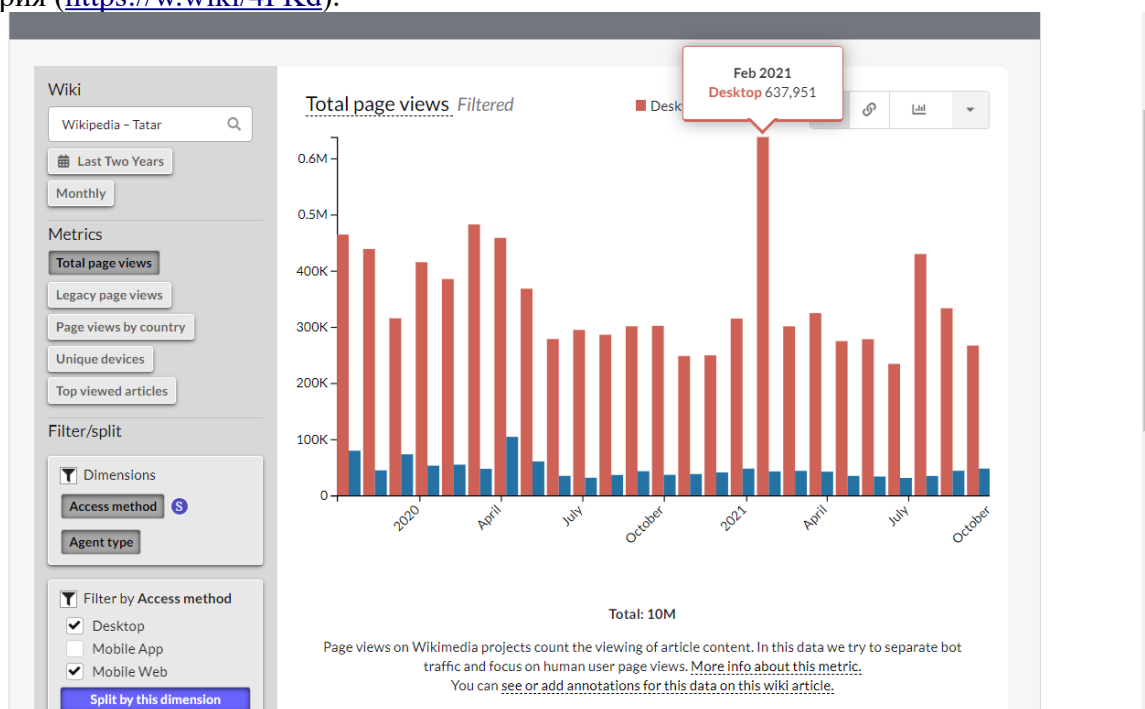 рия (https://w.wiki/4PKd).
Wiki
Wikipedia – Tatar
Last Two Years
Monthly
Metrics
Total page views
Legacy page views
Page views by country
Unique devices
Top viewed articles
Filter/split
Dimensions
Access method S
Agent type
Filter by Access method
Desktop
Mobile App
Mobile Web
Split by this dimension
Total page views Filtered
Desk
Feb 2021
Desktop 637,951
0.6M
0.5M
400K
300K
200K
100K
0
2020 April July October 2021 April July October
Total: 10M
Page views on Wikimedia projects count the viewing of article content. In this data we try to separate bot
traffic and focus on human user page views. More info about this metric.
You can see or add annotations for this data on this wiki article.